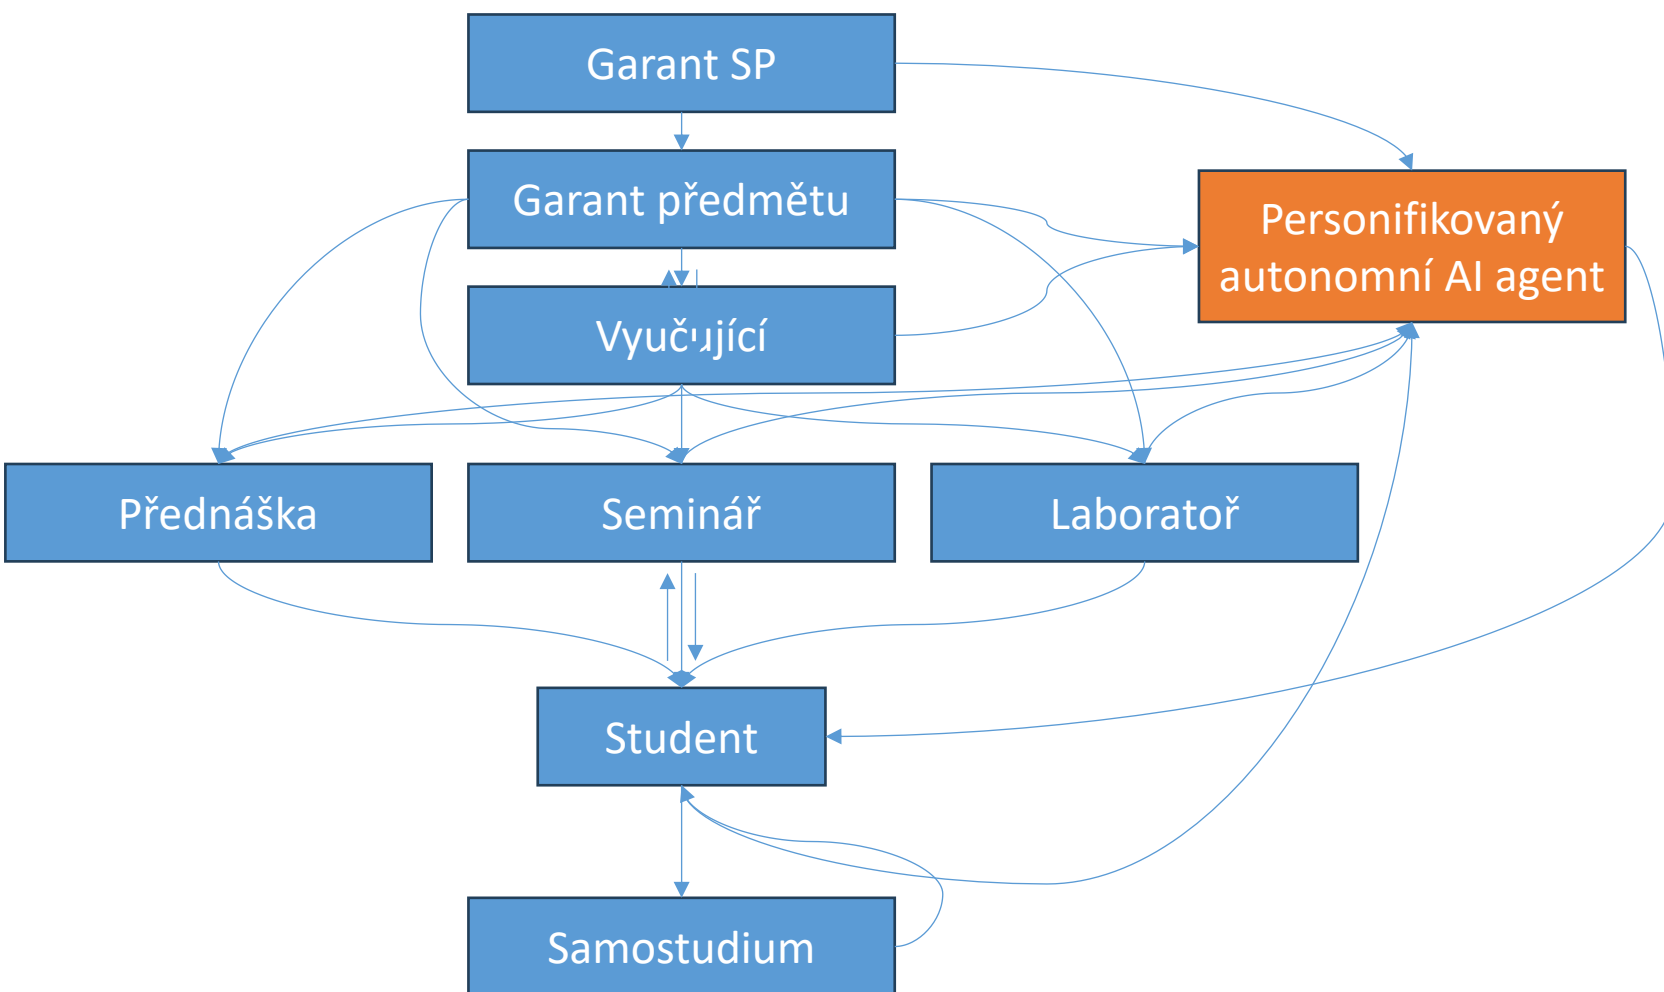 Garant SP
Garant předmětu
Personifikovaný
autonomní AI agent
Vyučující
Přednáška
Seminář
Laboratoř
Student
Samostudium